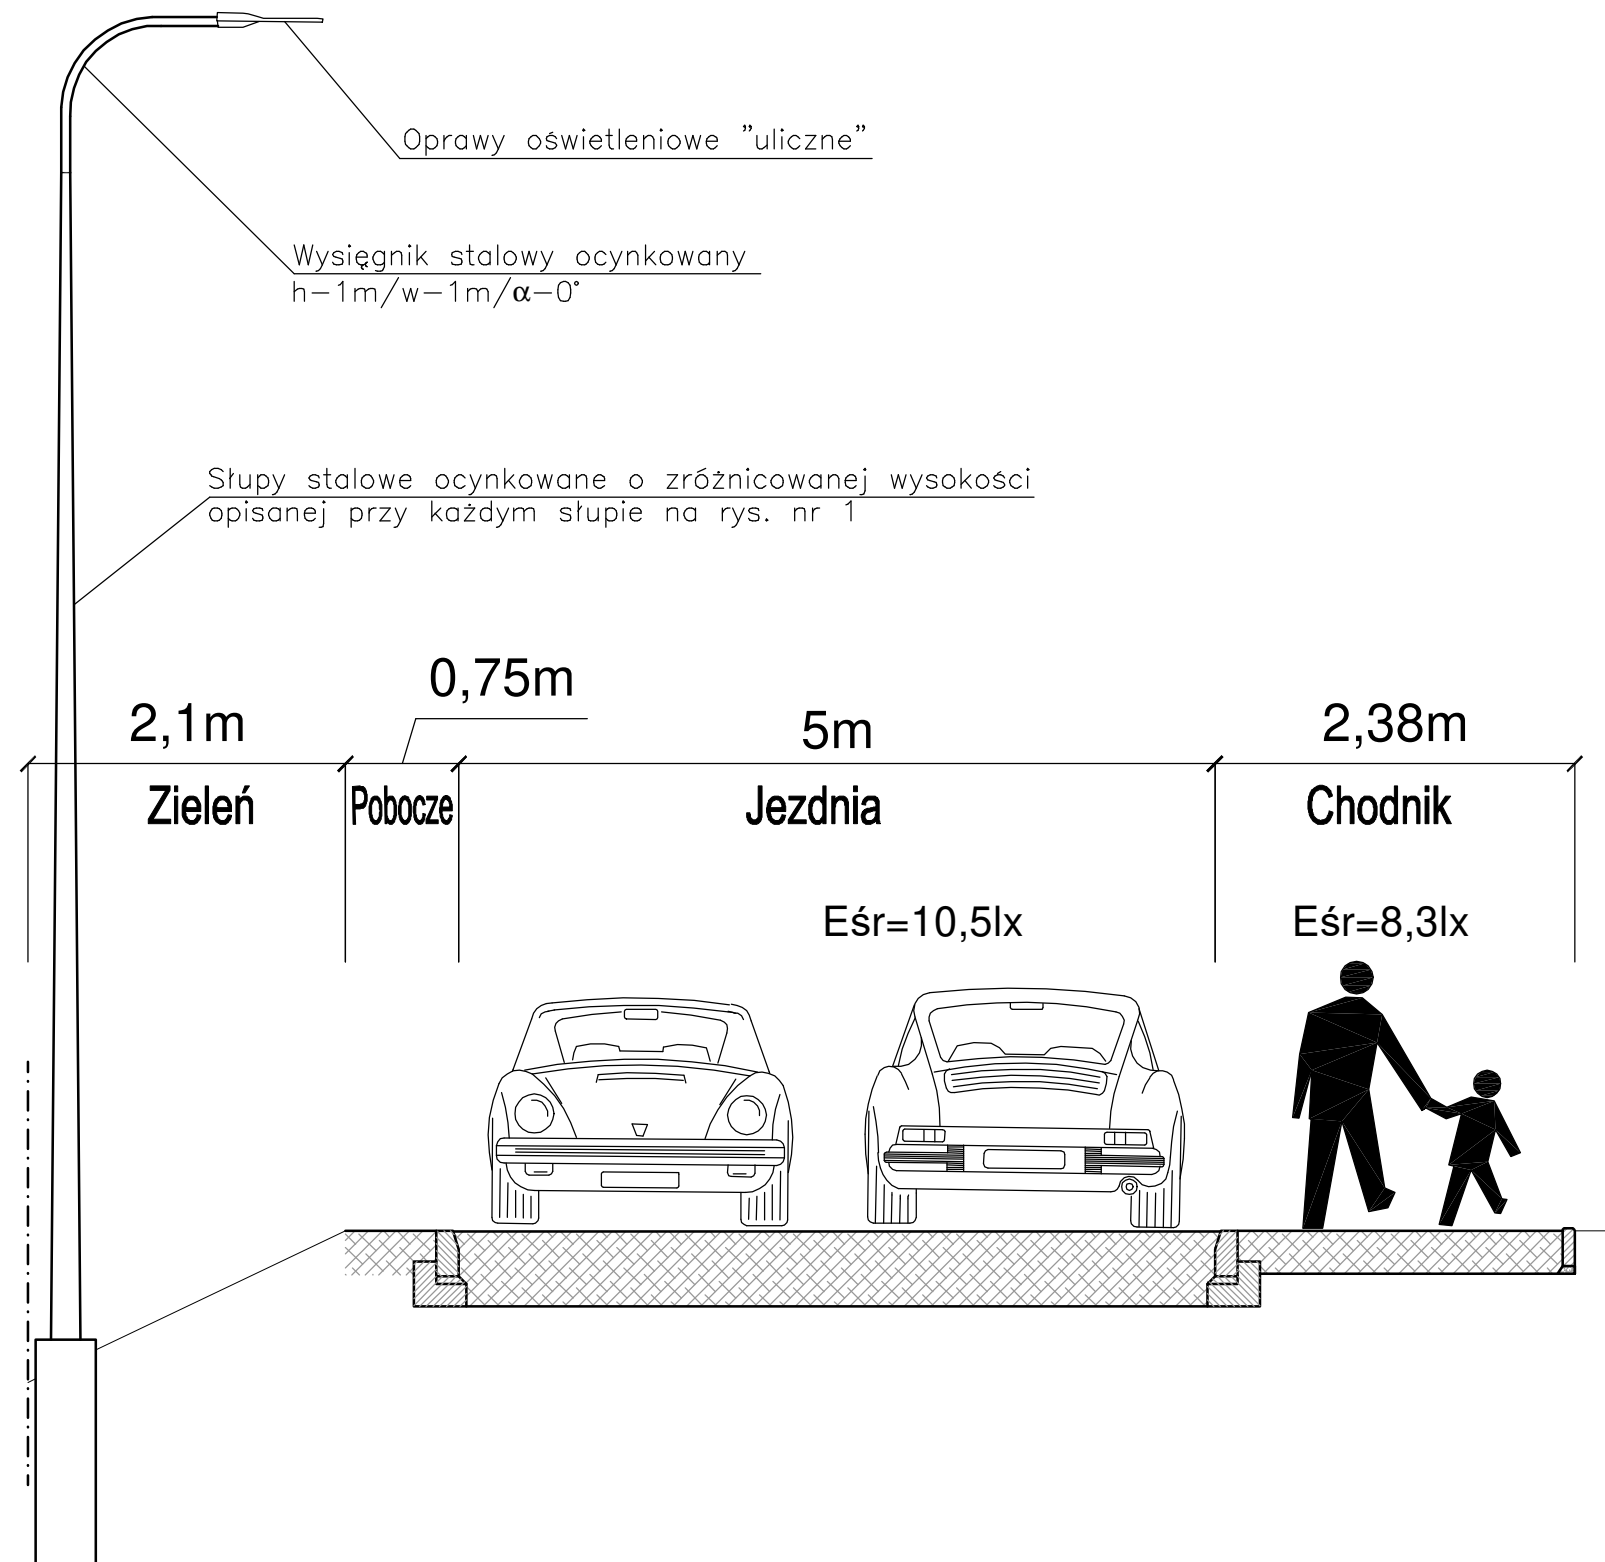 Oprawy oświetleniowe ”uliczne”
Wysięgnik stalowy ocynkowany
h-1m/w-1m/α-0°
Słupy stalowe ocynkowane o zróżnicowanej wysokości
opisanej przy każdym słupie na rys. nr 1
0,75m
2,1m
5m
2,38m
Zieleń
Pobocze
Jezdnia
Chodnik
Eśr=10,5lx
Eśr=8,3lx